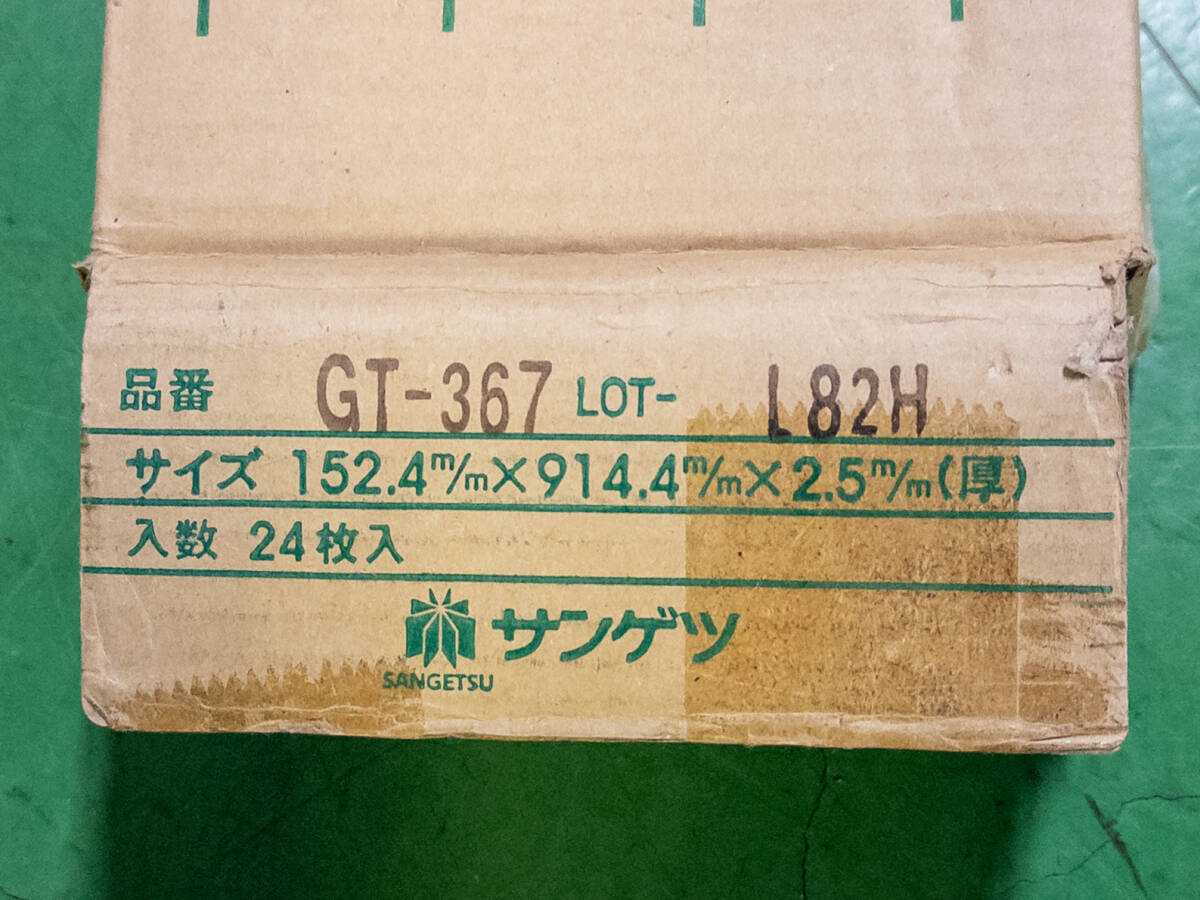 品番 GT-367 LOT- L82H
サイズ 152.4m/m×914.4m/m×2.5m/m(厚)
入数 24枚入
サンゲツ
SANGETSU